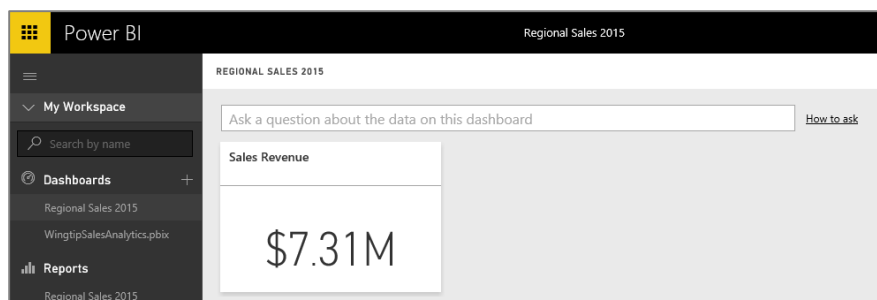 Power BI
Regional Sales 2015
REGIONAL SALES 2015
My Workspace
Search by name
Dashboards
Regional Sales 2015
WingtipSalesAnalytics.pbix
Reports
Regional Sales 2015
Ask a question about the data on this dashboard
How to ask
Sales Revenue
$7.31M